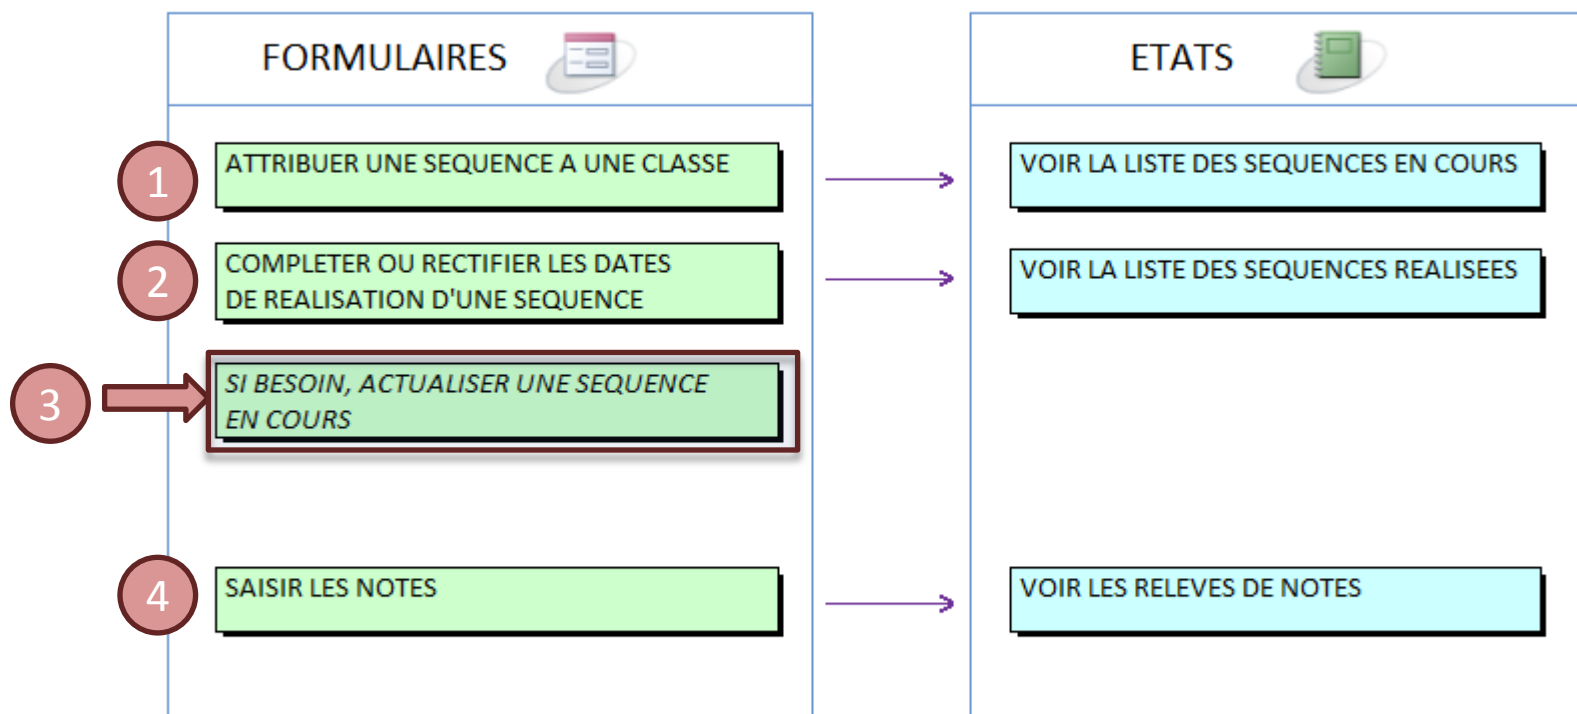 FORMULAIRES
ETATS
1
ATTRIBUER UNE SEQUENCE A UNE CLASSE
VOIR LA LISTE DES SEQUENCES EN COURS
2
COMPLETER OU RECTIFIER LES DATES
DE REALISATION D'UNE SEQUENCE
VOIR LA LISTE DES SEQUENCES REALISEES
3
SI BESOIN, ACTUALISER UNE SEQUENCE
EN COURS
4
SAISIR LES NOTES
VOIR LES RELEVES DE NOTES